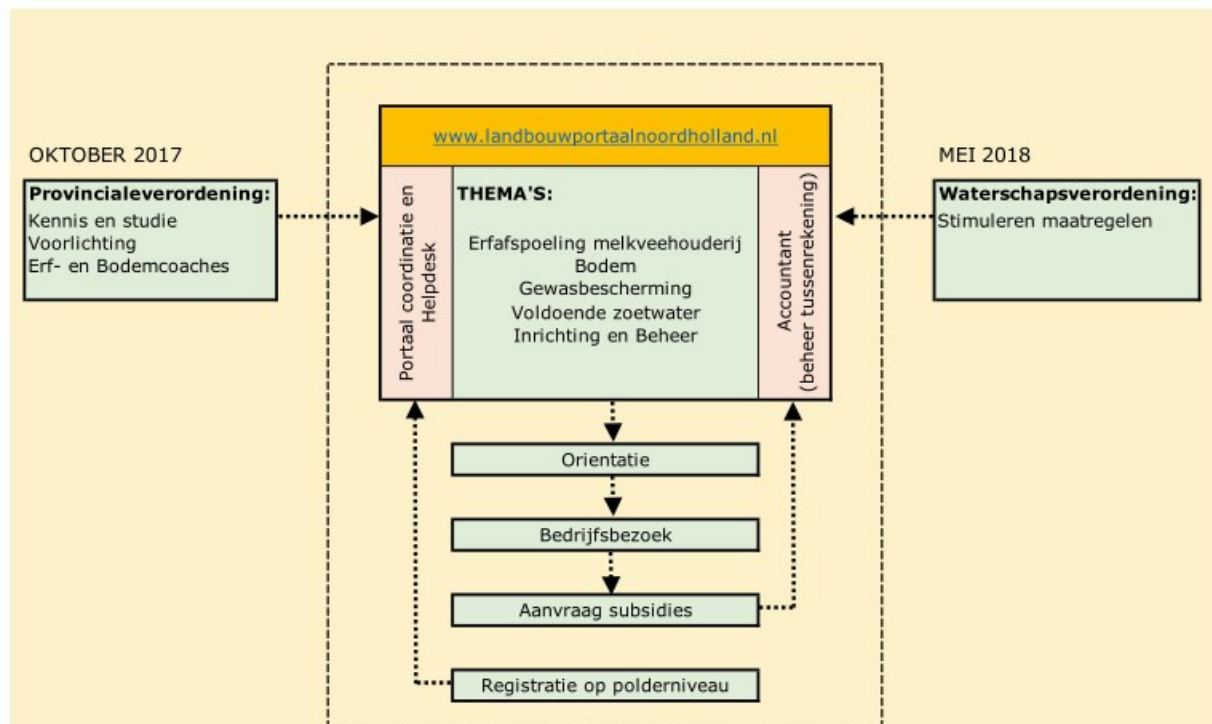 www.landbouwportaalnoordholland.nl
OKTOBER 2017
Provincialeverordening:
Kennis en studie
Voorlichting
Erf- en Bodemcoaches
Portaal coordinatie en
Helpdesk
THEMA'S:
Erfafspoeling melkveehouderij
Bodem
Gewasbescherming
Voldoende zoetwater
Inrichting en Beheer
Accountant
(beheer tussenrekening)
MEI 2018
Waterschapsverordening:
Stimuleren maatregelen
Orientatie
Bedrijfsbezoek
Aanvraag subsidies
Registratie op polderniveau